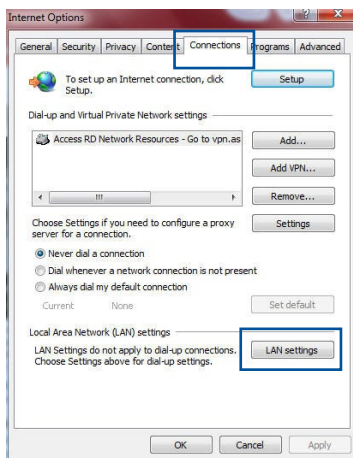 Internet Options
General Security Privacy Content Connections Programs Advanced
To set up an Internet connection, click
Setup.
Setup
Dial-up and Virtual Private Network settings
Access RD Network Resources - Go to vpn.as
Add...
Add VPN...
Remove...
Choose Settings if you need to configure a proxy
server for a connection.
Settings
Never dial a connection
Dial whenever a network connection is not present
Always dial my default connection
Current None
Set default
Local Area Network (LAN) settings
LAN Settings do not apply to dial-up connections.
Choose Settings above for dial-up settings.
LAN settings
OK Cancel Apply